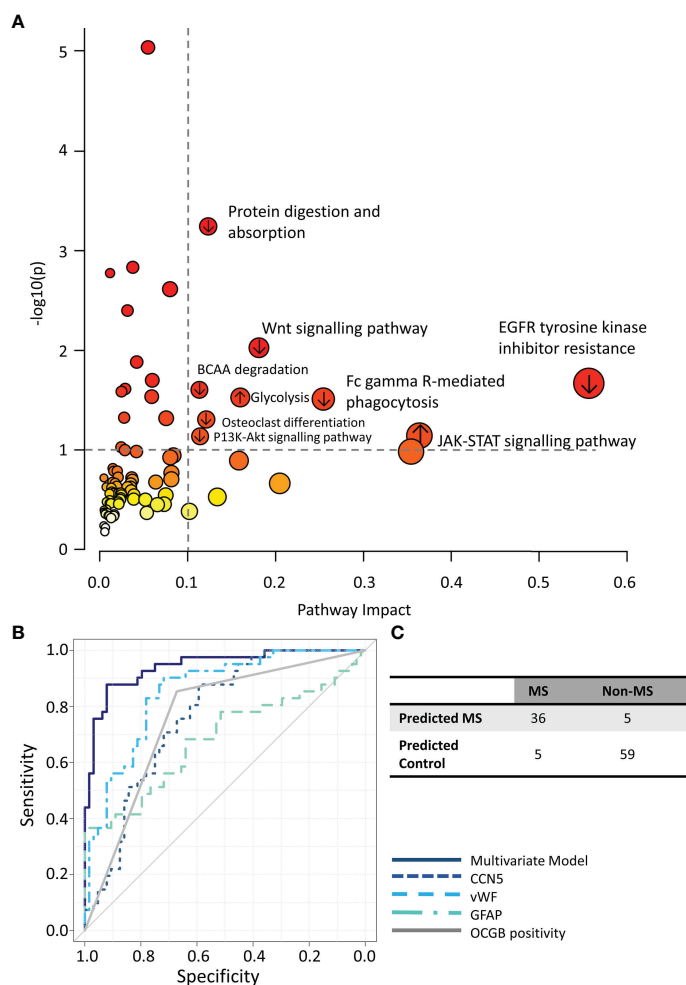 A
5
4
3
2
1
0
-log10(p)
Protein digestion and
absorption
Wnt signalling pathway
EGFR tyrosine kinase
inhibitor resistance
BCAA degradation
Glycolysis
Fc gamma R-mediated
phagocytosis
Osteoclast differentiation
P13K-Akt signalling pathway
JAK-STAT signalling pathway
0.0 0.1 0.2 0.3 0.4 0.5 0.6
Pathway Impact
B
1.0
0.8
0.6
0.4
0.2
0.0
Sensitivity
1.0 0.8 0.6 0.4 0.2 0.0
Specificity
C
MS Non-MS
Predicted MS 36 5
Predicted
Control 5 59
Multivariate Model
CCN5
vWF
GFAP
OCGB positivity